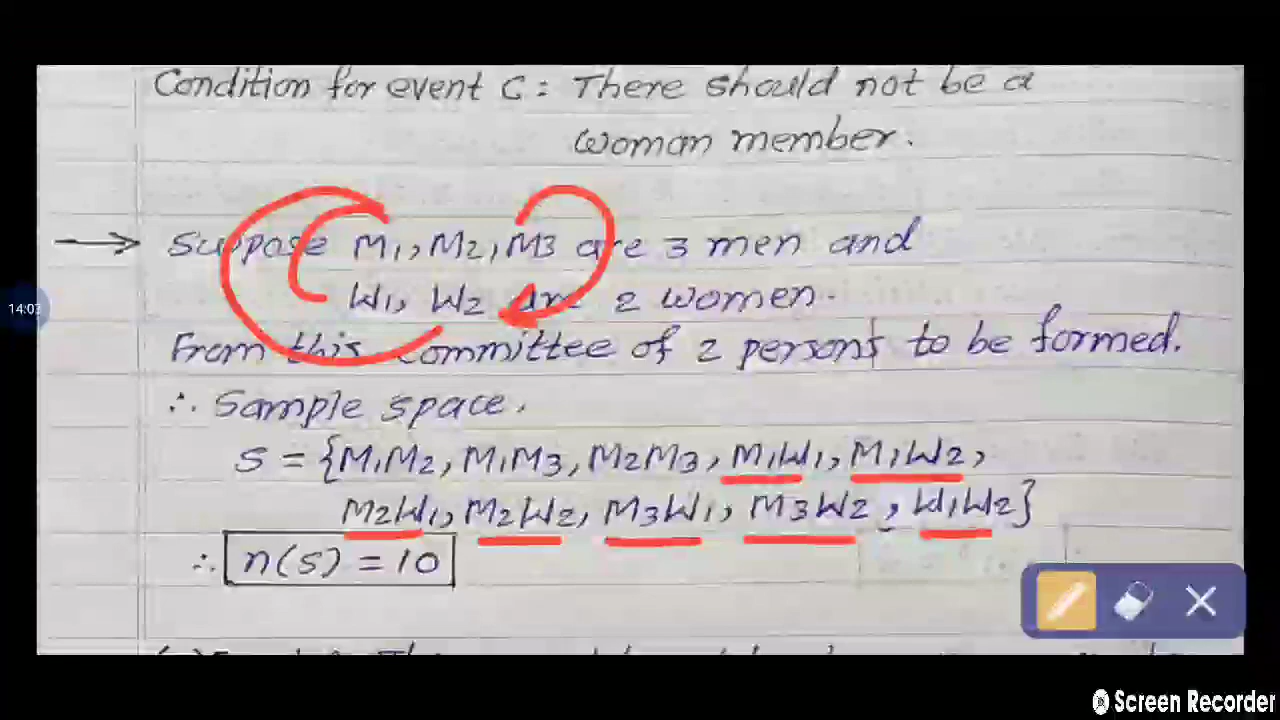 Condition for event C : There should not be a
woman member.
→ Suppose M1, M2, M3 are 3 men and
W1, W2 are 2 women.
From this committee of 2 persons to be formed.
∴ Sample space,
S = {M1M2, M1M3, M2M3, M1W1, M1W2,
M2W1, M2W2, M3W1, M3W2, W1W2}
∴ n(S) = 10
14:03
Screen Recorder